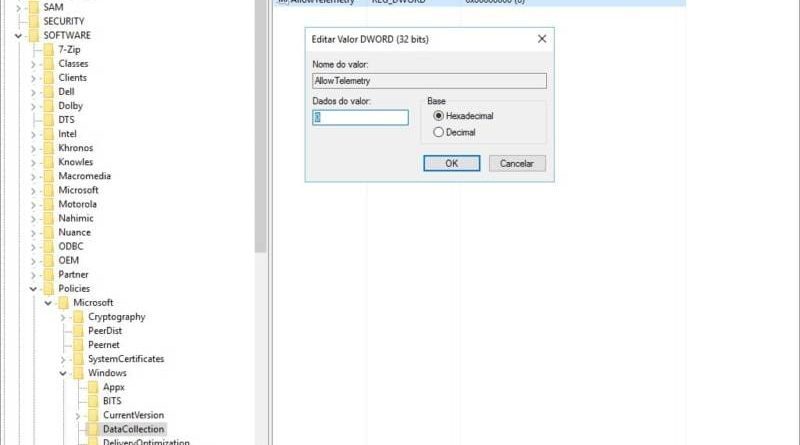 SAM
SECURITY
SOFTWARE
7-Zip
Classes
Clients
Dell
Dolby
DTS
Intel
Khronos
Knowles
Macromedia
Microsoft
Motorola
Nahimic
Nuance
ODBC
OEM
Partner
Policies
Microsoft
Cryptography
PeerDist
Peernet
SystemCertificates
Windows
Appx
BITS
CurrentVersion
DataCollection
DeliveryOptimization
AllowTelemetry REG_DWORD 0x00000000 (0)
Editar Valor DWORD (32 bits)
Nome do valor:
AllowTelemetry
Dados do valor:
0
Base
Hexadecimal
Decimal
OK
Cancelar